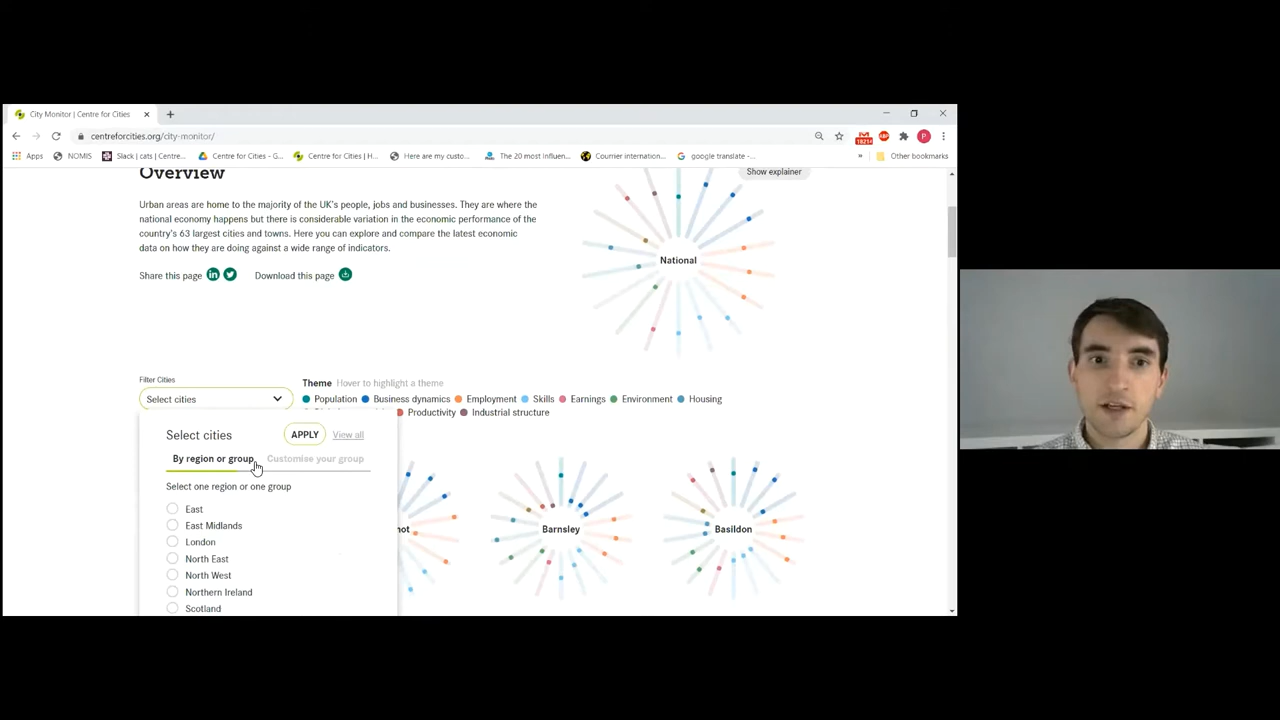 City Monitor | Centre for Cities
centreforcities.org/city-monitor/
Apps
NOMIS
Slack | cats | Centre...
Centre for Cities - G...
Centre for Cities | H...
Here are my custo...
The 20 most Influen...
Courrier internation...
google translate -...
»
Other bookmarks
Overview
Show explainer
Urban areas are home to the majority of the UK's people, jobs and businesses. They are where the
national economy happens but there is considerable variation in the economic performance of the
country's 63 largest cities and towns. Here you can explore and compare the latest economic
data on how they are doing against a wide range of indicators.
Share this page
Download this page
National
Filter Cities
Select cities
Theme Hover to highlight a theme
Population Business dynamics Employment Skills Earnings Environment Housing
Productivity Industrial structure
Select cities
APPLY
View all
By region or group
Customise your group
Select one region or one group
East
East Midlands
London
North East
North West
Northern Ireland
Scotland
Barnsley
Basildon